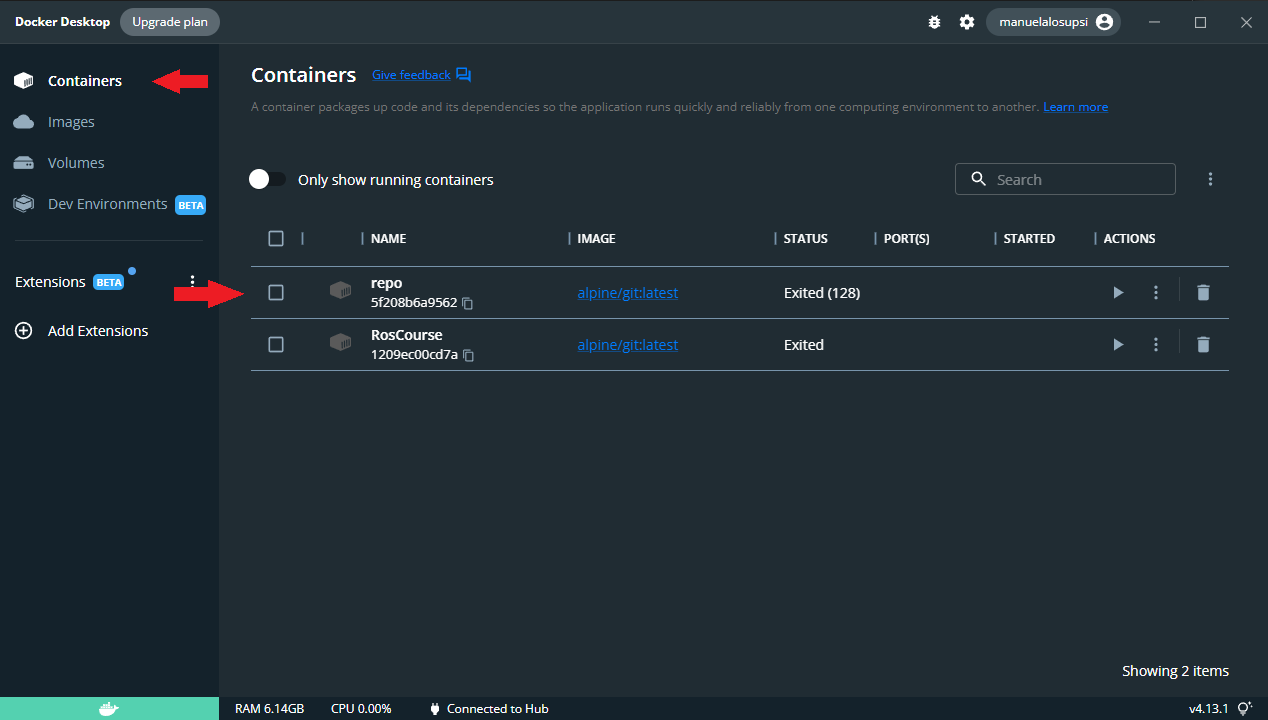 Docker Desktop Upgrade plan manuelalosupsi
Containers
Images
Volumes
Dev Environments BETA
Extensions BETA
Add Extensions
Containers Give feedback
A container packages up code and its dependencies so the application runs quickly and reliably from one computing environment to another. Learn more
Only show running containers Search
NAME IMAGE STATUS PORT(S) STARTED ACTIONS
repo
5f208b6a9562 alpine/git:latest Exited (128)
RosCourse
1209ec00cd7a alpine/git:latest Exited
Showing 2 items
RAM 6.14GB CPU 0.00% Connected to Hub v4.13.1